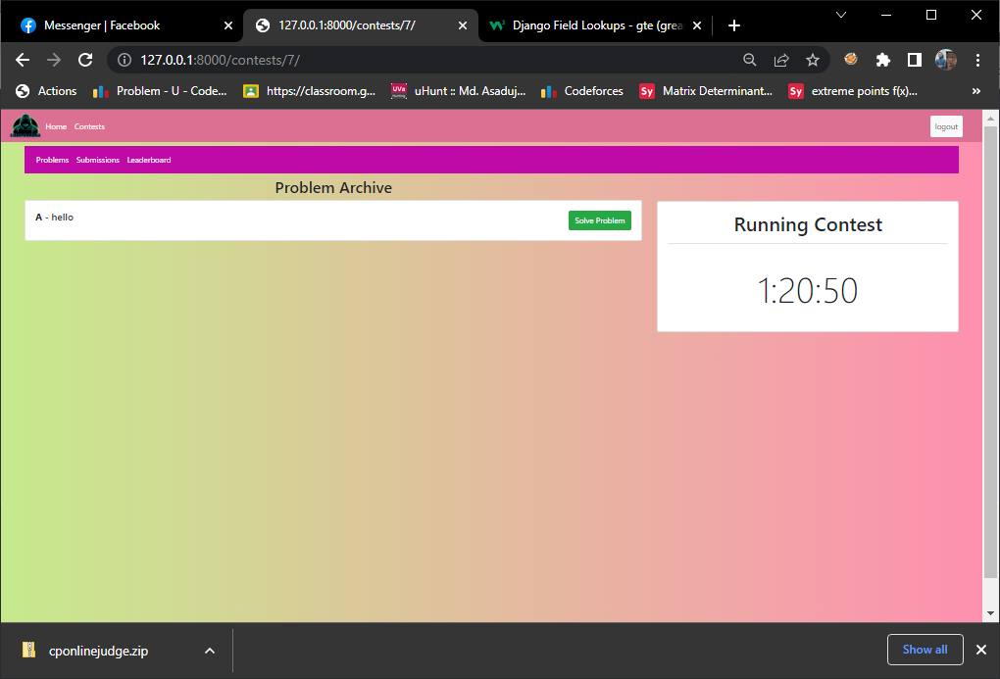 Messenger | Facebook
127.0.0.1:8000/contests/7/
Django Field Lookups - gte (grea
127.0.0.1:8000/contests/7/
Actions
Problem - U - Code...
https://classroom.g...
uHunt :: Md. Asaduj...
Codeforces
Sy
Matrix Determinant...
Sy
extreme points f(x)...
»
Home
Contests
logout
Problems
Submissions
Leaderboard
Problem Archive
A - hello
Solve Problem
Running Contest
1:20:50
cponlinejudge.zip
Show all